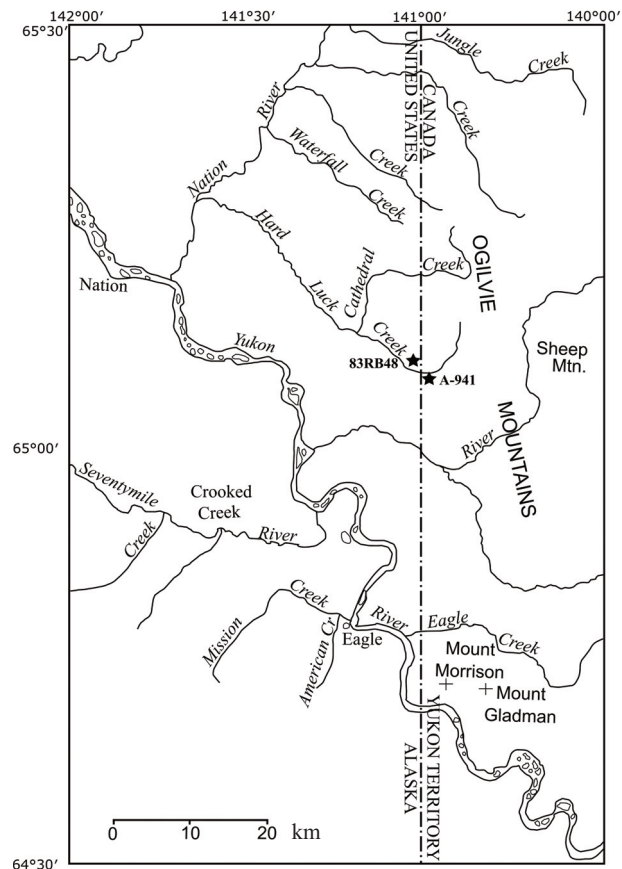 142°00′ 141°30′ 141°00′ 140°00′
65°30′
Jungle
Creek
UNITED STATES
CANADA
River
Creek
Waterfall
Creek
Creek
Nation
Hard
Luck
Cathedral
Creek
OGILVIE
Nation
Yukon
Creek
83RB48
A-941
Sheep
Mtn.
65°00′
River
MOUNTAINS
Seventymile
Crooked
Creek
River
Creek
Creek
Mission
American Cr
Eagle
River
Eagle
Creek
Mount
Morrison
Mount
Gladman
ALASKA
YUKON TERRITORY
0 10 20 km
64°30′